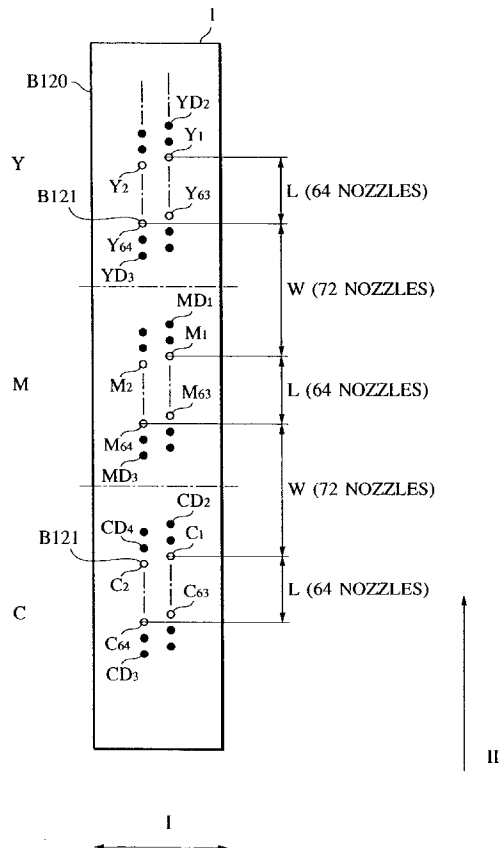 1
B120
YD2
Y1
Y
Y2
L (64 NOZZLES)
B121
Y63
Y64
YD3
W (72 NOZZLES)
MD1
M1
M
M2
L (64 NOZZLES)
M63
M64
MD3
W (72 NOZZLES)
CD2
CD4
C1
B121
C2
L (64 NOZZLES)
C63
C
C64
CD3
II
I